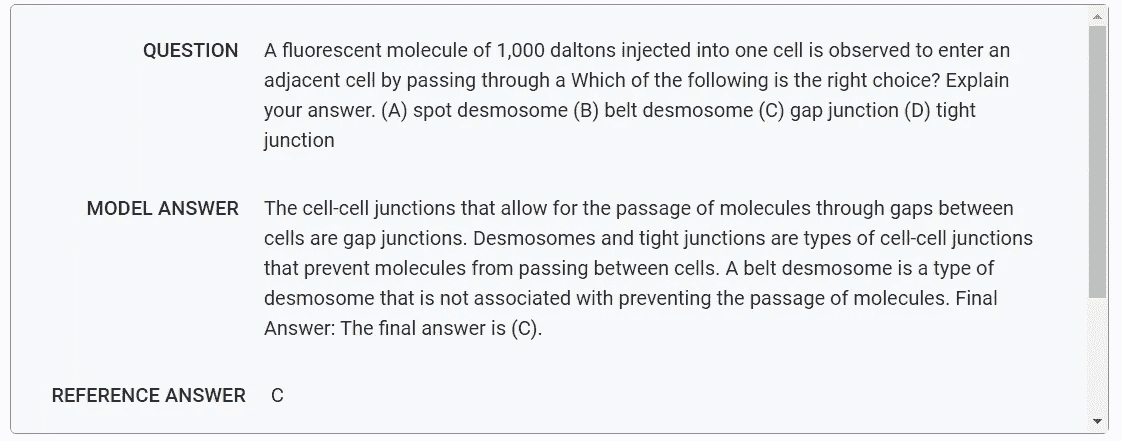 QUESTION A fluorescent molecule of 1,000 daltons injected into one cell is observed to enter an
adjacent cell by passing through a Which of the following is the right choice? Explain
your answer. (A) spot desmosome (B) belt desmosome (C) gap junction (D) tight
junction
MODEL ANSWER The cell-cell junctions that allow for the passage of molecules through gaps between
cells are gap junctions. Desmosomes and tight junctions are types of cell-cell junctions
that prevent molecules from passing between cells. A belt desmosome is a type of
desmosome that is not associated with preventing the passage of molecules. Final
Answer: The final answer is (C).
REFERENCE ANSWER C